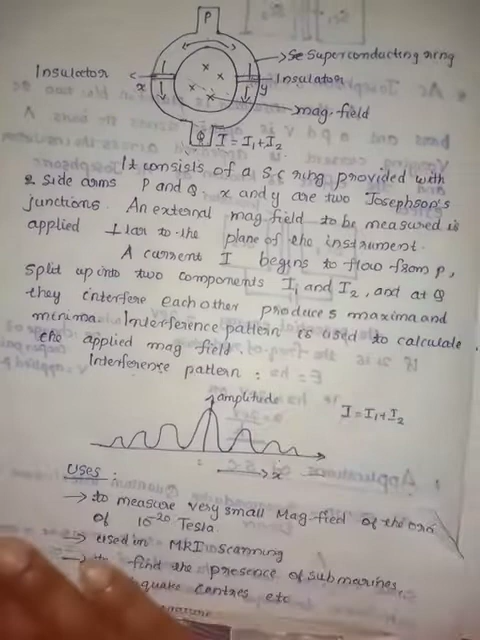 P
Superconducting ring
Insulator
Insulator
x
y
mag. field
Q
I = I₁+I₂
It consists of a s.c ring provided with
2 side arms P and Q. x and y are two Josephson's
junctions. An external mag field to be measured is
applied ⊥lar to the plane of the instrument.
A current I begins to flow from P,
split up into two components I₁ and I₂, and at Q
they interfere each other produces maxima and
minima. Interference pattern is used to calculate
the applied mag field.
Interference pattern :
amplitude
I = I₁+I₂
x
Uses :
→ to measure very small Mag-field of the
of 10⁻²⁰ Tesla.
→ used in MRI scanning
→ to find the presence of submarines,
quake centres etc